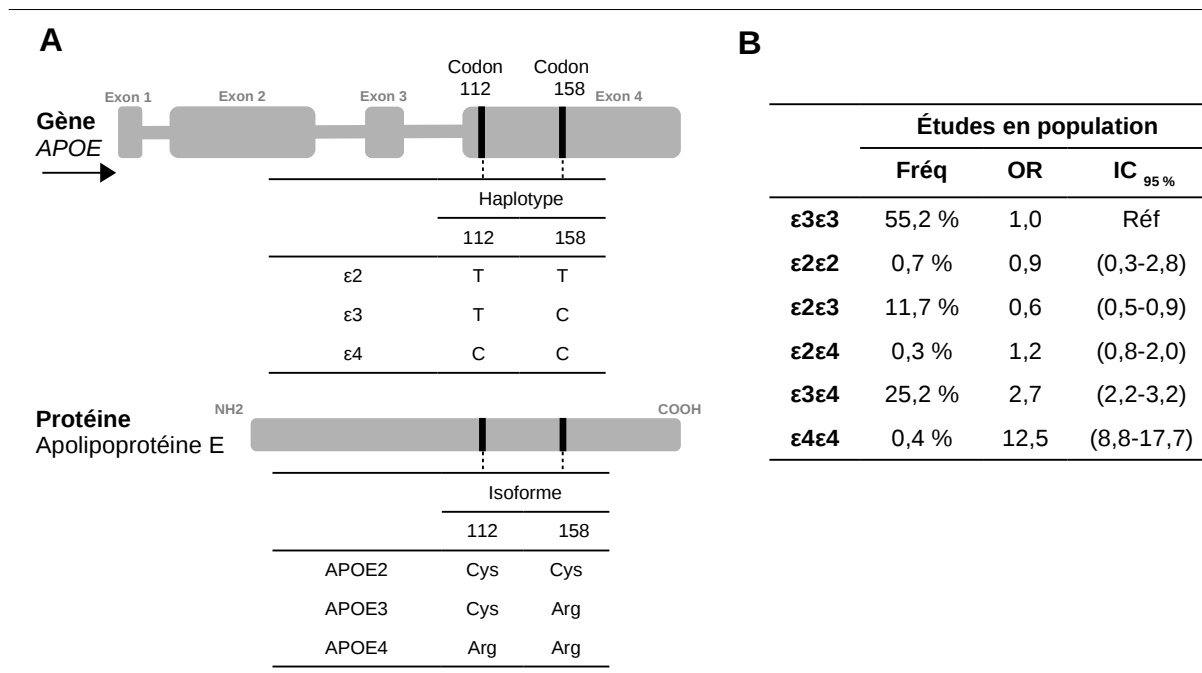 A
Codon Codon
112 158
Exon 1 Exon 2 Exon 3 Exon 4
Gène
APOE
Haplotype
112 158
ε2 T T
ε3 T C
ε4 C C
NH2 COOH
Protéine
Apolipoprotéine E
Isoforme
112 158
APOE2 Cys Cys
APOE3 Cys Arg
APOE4 Arg Arg
B
Études en population
Fréq OR IC 95 %
ε3ε3 55,2 % 1,0 Réf
ε2ε2 0,7 % 0,9 (0,3-2,8)
ε2ε3 11,7 % 0,6 (0,5-0,9)
ε2ε4 0,3 % 1,2 (0,8-2,0)
ε3ε4 25,2 % 2,7 (2,2-3,2)
ε4ε4 0,4 % 12,5 (8,8-17,7)